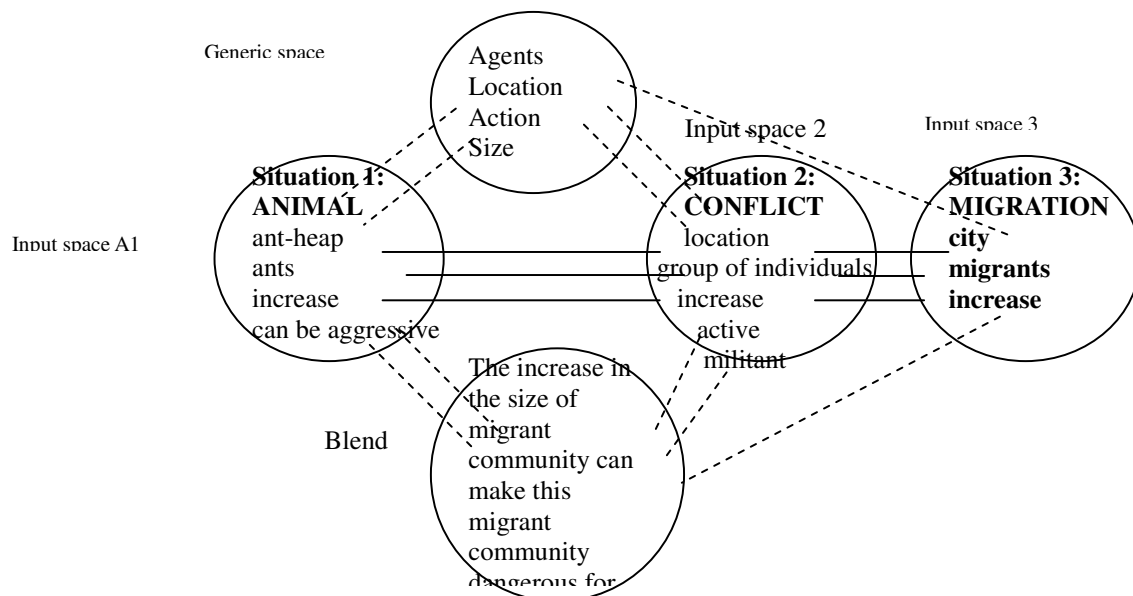 Generic space
Agents
Location
Action
Size
Input space 2
Input space 3
Input space A1
Situation 1:
ANIMAL
ant-heap
ants
increase
can be aggressive
Situation 2:
CONFLICT
location
group of individuals
increase
active
militant
Situation 3:
MIGRATION
city
migrants
increase
Blend
The increase in
the size of
migrant
community can
make this
migrant
community
dangerous for